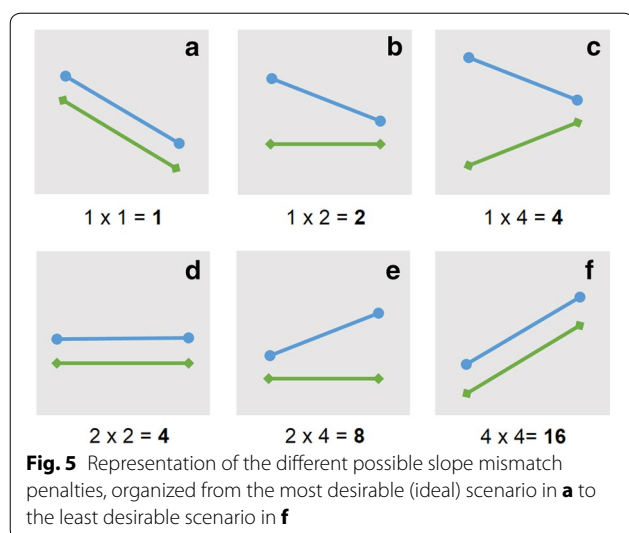 a b c
1 x 1 = 1 1 x 2 = 2 1 x 4 = 4
d e f
2 x 2 = 4 2 x 4 = 8 4 x 4= 16
Fig. 5 Representation of the different possible slope mismatch
penalties, organized from the most desirable (ideal) scenario in a to
the least desirable scenario in f